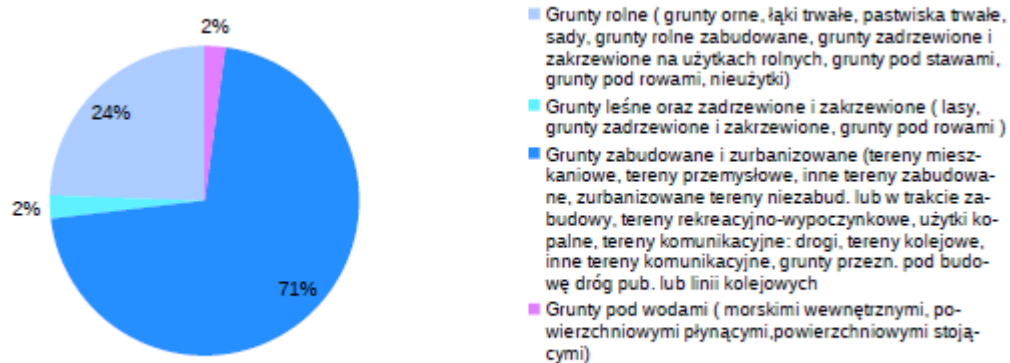 2%
24%
2%
71%
Grunty rolne ( grunty orne, łąki trwałe, pastwiska trwałe,
sady, grunty rolne zabudowane, grunty zadrzewione i
zakrzewione na użytkach rolnych, grunty pod stawami,
grunty pod rowami, nieużytki)
Grunty leśne oraz zadrzewione i zakrzewione ( lasy,
grunty zadrzewione i zakrzewione, grunty pod rowami )
Grunty zabudowane i zurbanizowane (tereny miesz-
kaniowe, tereny przemysłowe, inne tereny zabudowa-
ne, zurbanizowane tereny niezabud. lub w trakcie za-
budowy, tereny rekreacyjno-wypoczynkowe, użytki ko-
palne, tereny komunikacyjne: drogi, tereny kolejowe,
inne tereny komunikacyjne, grunty przezn. pod budo-
wę dróg pub. lub linii kolejowych
Grunty pod wodami ( morskimi wewnętrznymi, po-
wierzchniowymi płynącymi,powierzchniowymi stoją-
cymi)